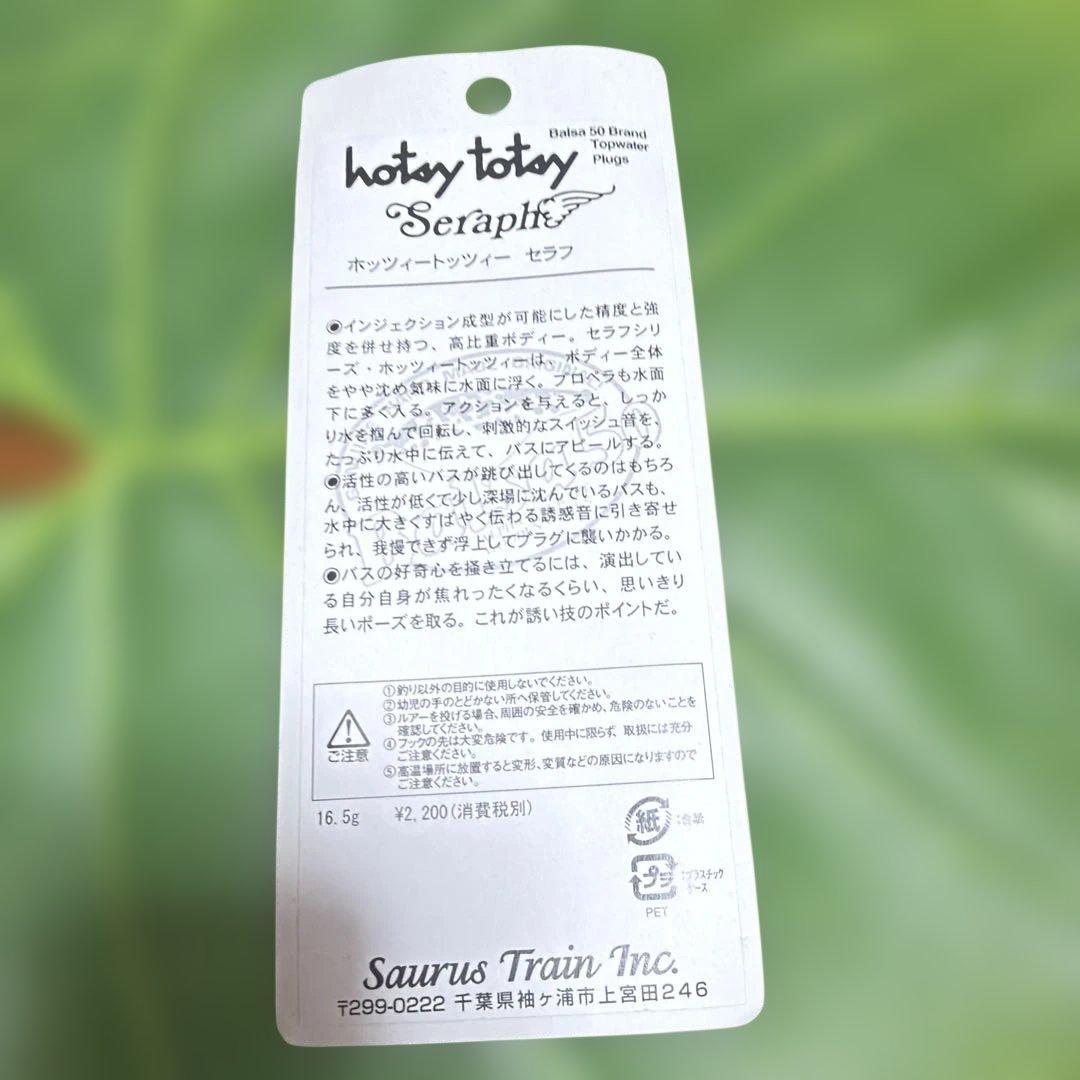 Balsa 50 Brand
Topwater
Plugs
hotsy totsy
Seraph
ホッツィートッツィー セラフ
◉インジェクション成型が可能にした精度と強
度を併せ持つ、高比重ボディー。セラフシリ
ーズ・ホッツィートッツィーは、ボディー全体
をやや沈め気味に水面に浮く。プロペラも水面
下に多く入る。アクションを与えると、しっか
り水を掴んで回転し、刺激的なスイッシュ音を、
たっぷり水中に伝えて、バスにアピールする。
◉活性の高いバスが跳び出してくるのはもちろ
ん、活性が低くて少し深場に沈んでいるバスも、
水中に大きくすばやく伝わる誘惑音に引き寄せ
られ、我慢できず浮上してプラグに襲いかかる。
◉バスの好奇心を掻き立てるには、演出してい
る自分自身が焦れったくなるくらい、思いきり
長いポーズを取る。これが誘い技のポイントだ。
ご注意
①釣り以外の目的に使用しないでください。
②幼児の手のとどかない所へ保管してください。
③ルアーを投げる場合、周囲の安全を確かめ、危険のないことを
確認してください。
④フックの先は大変危険です。使用中に限らず、取扱には充分
ご注意ください。
⑤高温場所に放置すると変形、変質などの原因になりますので
ご注意ください。
16.5g ¥2,200(消費税別)
紙 :台紙
プラ :プラスチック
ケース
PET
Saurus Train Inc.
〒299-0222 千葉県袖ヶ浦市上宮田246